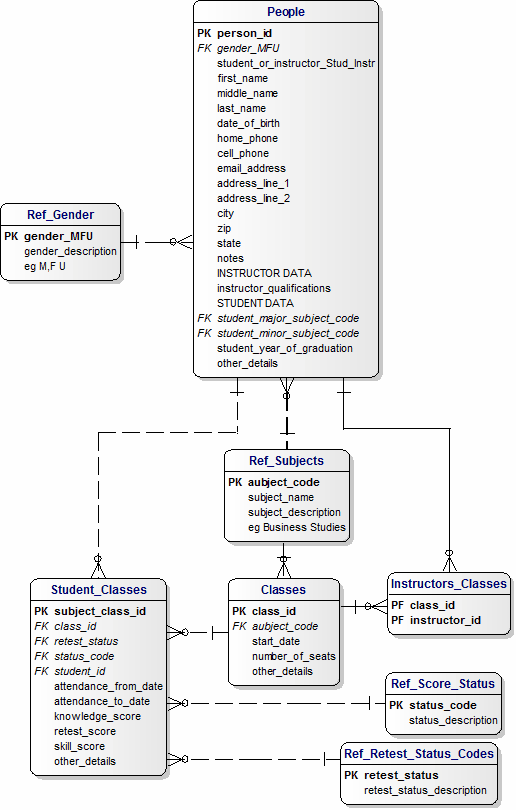 People
PK person_id
FK gender_MFU
student_or_instructor_Stud_Instr
first_name
middle_name
last_name
date_of_birth
home_phone
cell_phone
email_address
address_line_1
address_line_2
city
zip
state
notes
INSTRUCTOR DATA
instructor_qualifications
STUDENT DATA
FK student_major_subject_code
FK student_minor_subject_code
student_year_of_graduation
other_details
Ref_Gender
PK gender_MFU
gender_description
eg M,F U
Ref_Subjects
PK aubject_code
subject_name
subject_description
eg Business Studies
Student_Classes
PK subject_class_id
FK class_id
FK retest_status
FK status_code
FK student_id
attendance_from_date
attendance_to_date
knowledge_score
retest_score
skill_score
other_details
Classes
PK class_id
FK aubject_code
start_date
number_of_seats
other_details
Instructors_Classes
PF class_id
PF instructor_id
Ref_Score_Status
PK status_code
status_description
Ref_Retest_Status_Codes
PK retest_status
retest_status_description